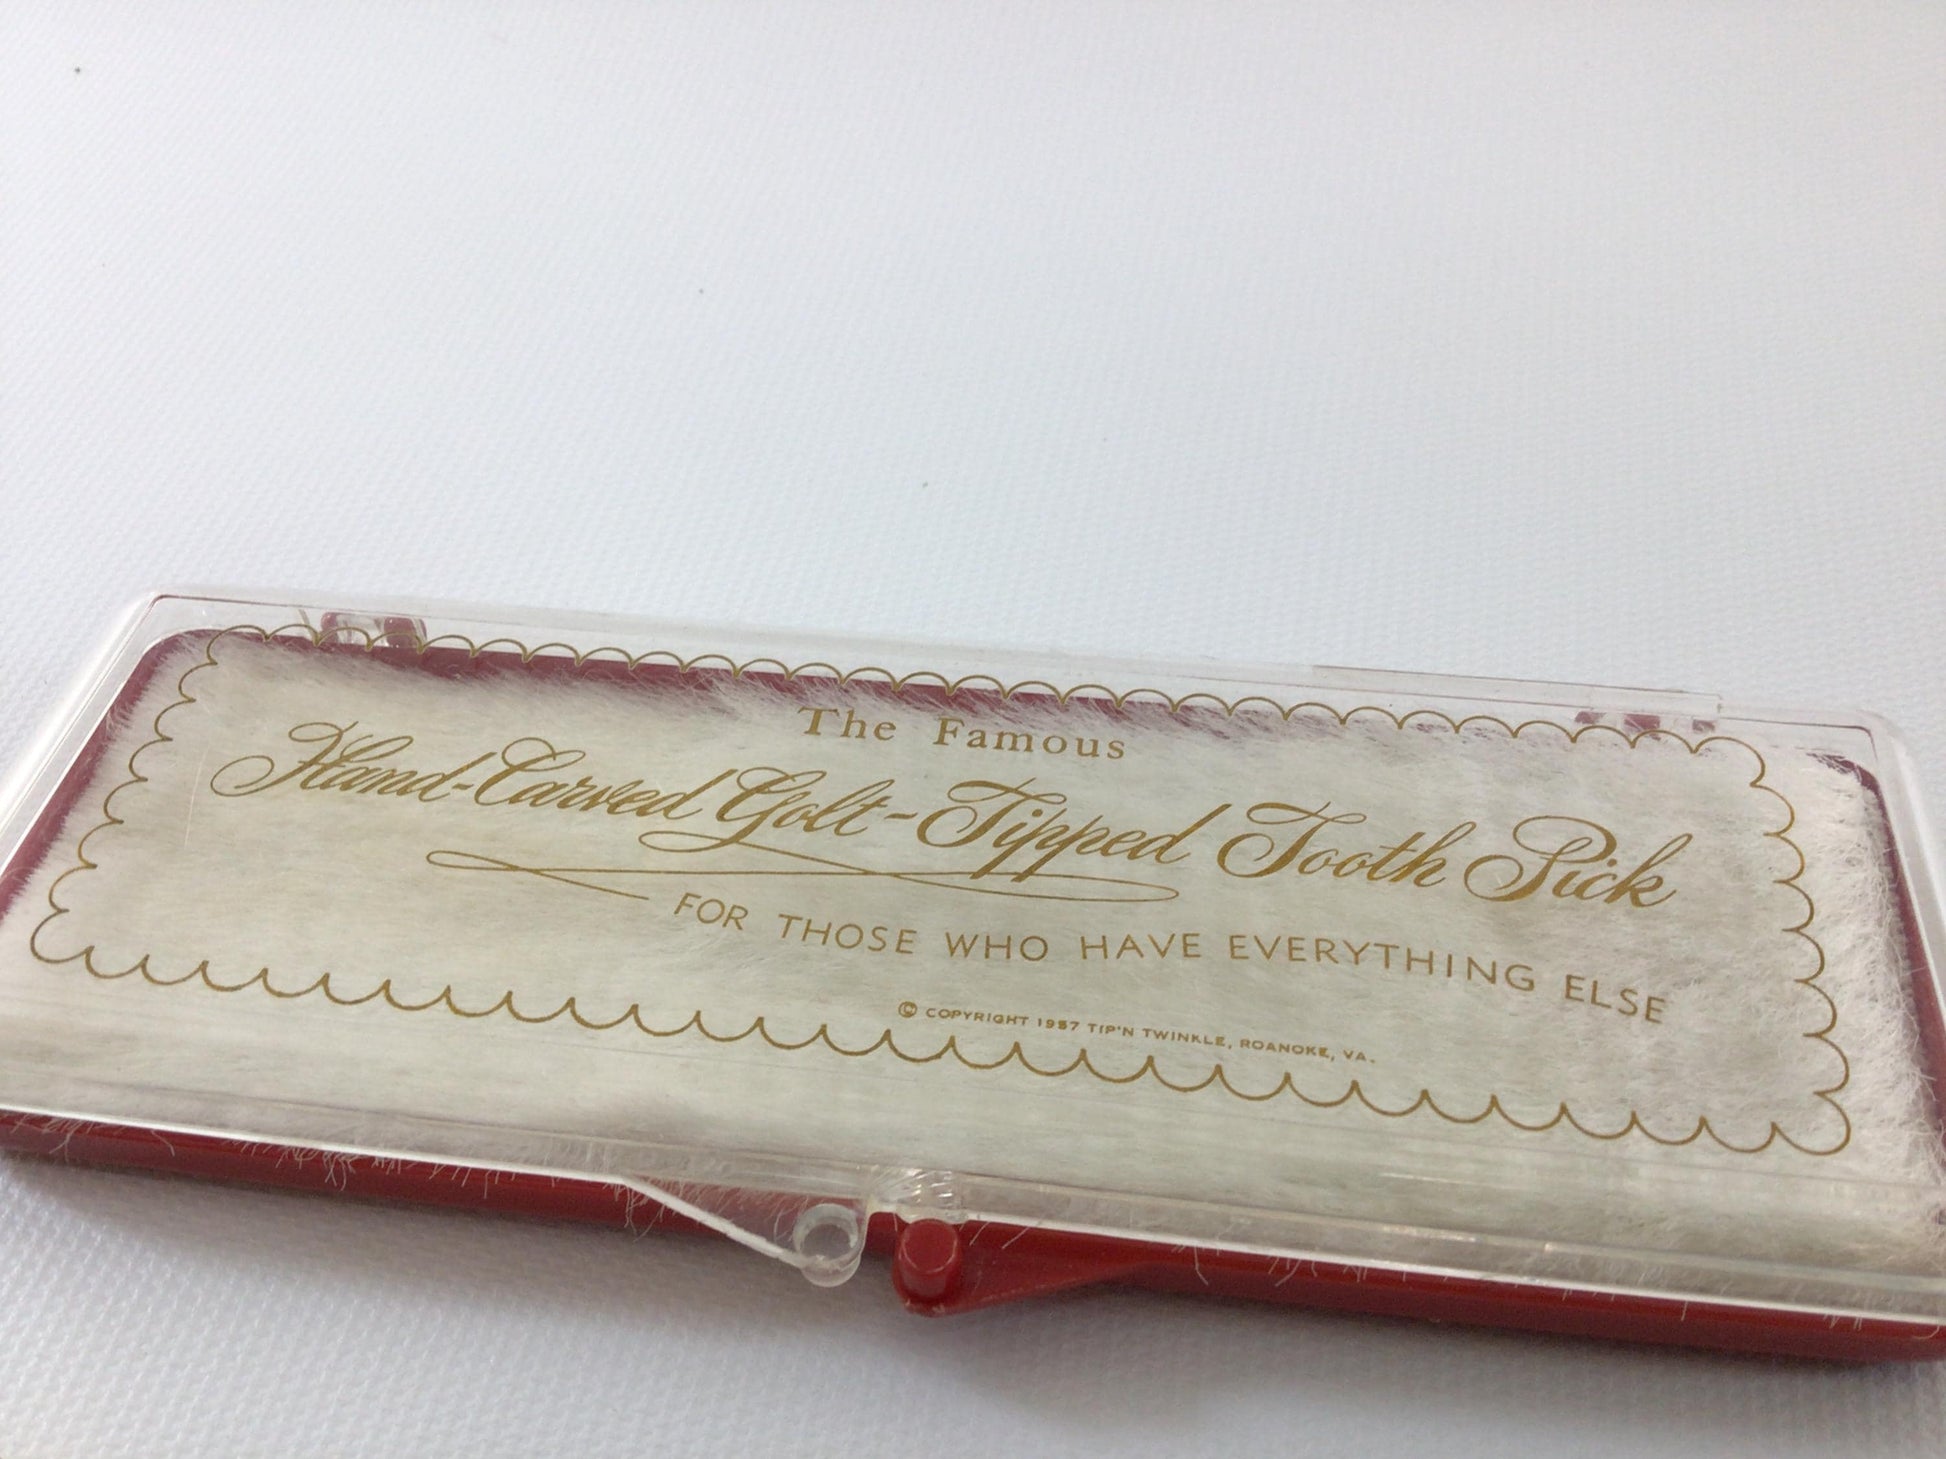 The Famous
Hand-Carved Golt-Tipped Tooth Pick
FOR THOSE WHO HAVE EVERYTHING ELSE
© COPYRIGHT 1957 TIP'N TWINKLE, ROANOKE, VA.